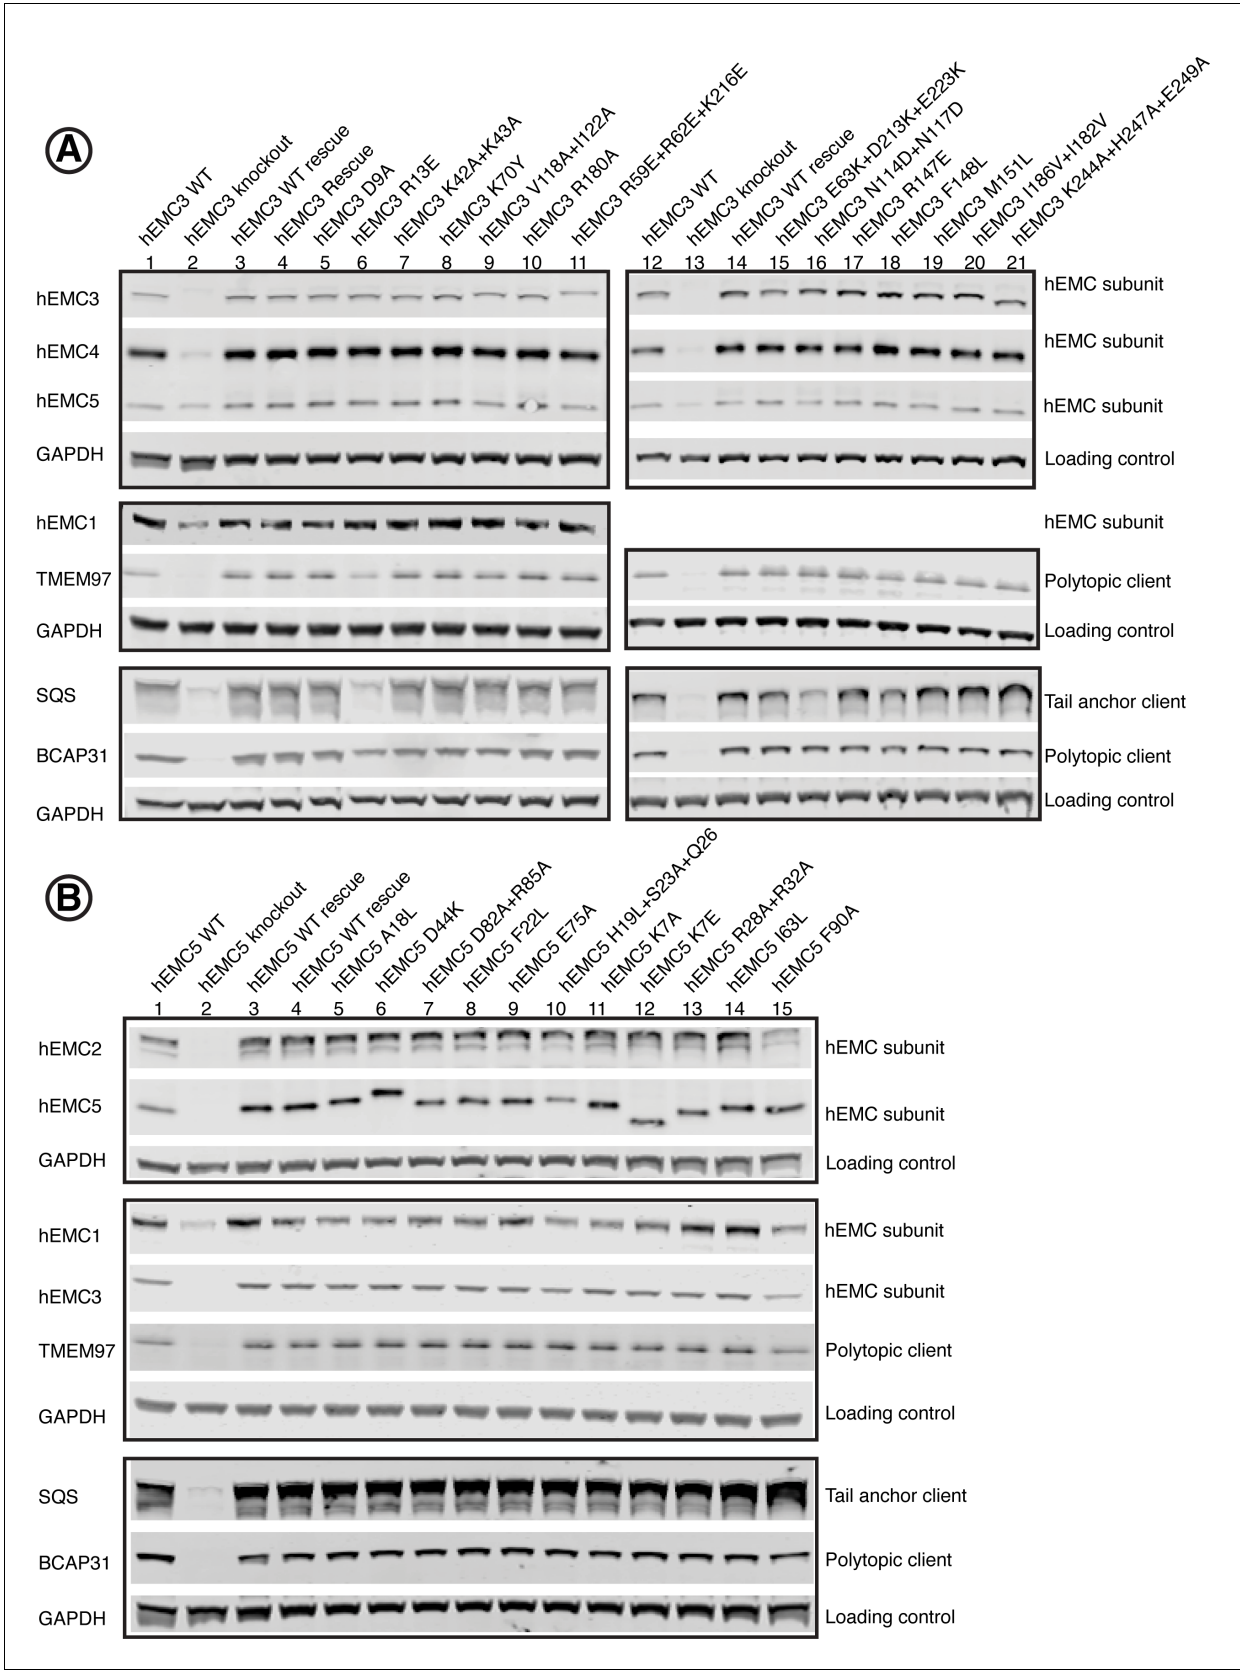 A
hEMC3 WT
hEMC3 knockout
hEMC3 WT rescue
hEMC3 Rescue
hEMC3 D9A
hEMC3 R13E
hEMC3 K42A+K43A
hEMC3 K70Y
hEMC3 V118A+I122A
hEMC3 R180A
hEMC3 R59E+R62E+K216E
hEMC3 WT
hEMC3 knockout
hEMC3 WT rescue
hEMC3 E63K+D213K+E223K
hEMC3 N114D+N117D
hEMC3 R147E
hEMC3 F148L
hEMC3 M151L
hEMC3 I186V+I182V
hEMC3 K244A+H247A+E249A
1 2 3 4 5 6 7 8 9 10 11 12 13 14 15 16 17 18 19 20 21
hEMC3 hEMC subunit
hEMC4 hEMC subunit
hEMC5 hEMC subunit
GAPDH Loading control
hEMC1 hEMC subunit
TMEM97 Polytopic client
GAPDH Loading control
SQS Tail anchor client
BCAP31 Polytopic client
GAPDH Loading control
B
hEMC5 WT
hEMC5 knockout
hEMC5 WT rescue
hEMC5 WT rescue
hEMC5 A18L
hEMC5 D44K
hEMC5 D82A+R85A
hEMC5 F22L
hEMC5 E75A
hEMC5 H19L+S23A+Q26
hEMC5 K7A
hEMC5 K7E
hEMC5 R28A+R32A
hEMC5 I63L
hEMC5 F90A
1 2 3 4 5 6 7 8 9 10 11 12 13 14 15
hEMC2 hEMC subunit
hEMC5 hEMC subunit
GAPDH Loading control
hEMC1 hEMC subunit
hEMC3 hEMC subunit
TMEM97 Polytopic client
GAPDH Loading control
SQS Tail anchor client
BCAP31 Polytopic client
GAPDH Loading control